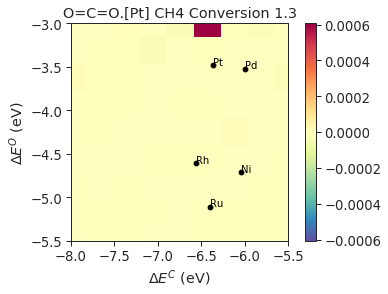 O=C=O.[Pt] CH4 Conversion 1.3
−3.0
−3.5
−4.0
−4.5
−5.0
−5.5
ΔE^O (eV)
Pt
Pd
Rh
Ni
Ru
−8.0 −7.5 −7.0 −6.5 −6.0 −5.5
ΔE^C (eV)
0.0006
0.0004
0.0002
0.0000
−0.0002
−0.0004
−0.0006